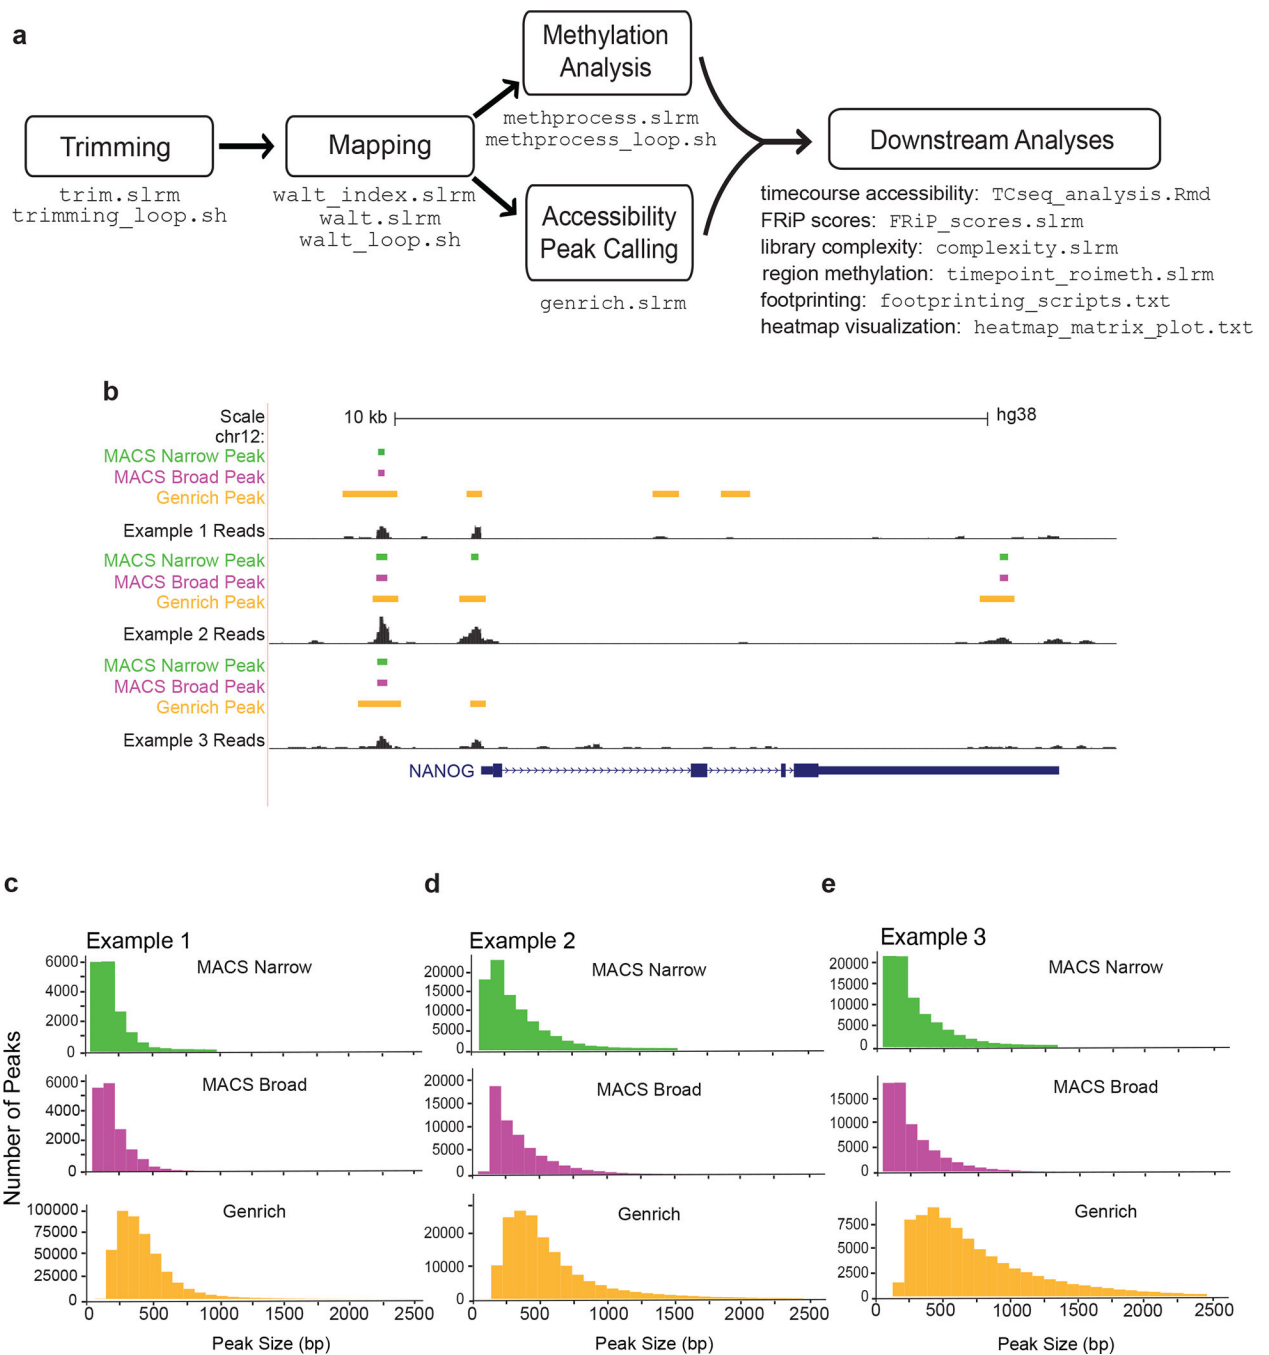 a
Trimming
trim.slrm
trimming_loop.sh
Mapping
walt_index.slrm
walt.slrm
walt_loop.sh
Methylation
Analysis
methprocess.slrm
methprocess_loop.sh
Accessibility
Peak Calling
genrich.slrm
Downstream Analyses
timecourse accessibility: TCseq_analysis.Rmd
FRiP scores: FRiP_scores.slrm
library complexity: complexity.slrm
region methylation: timepoint_roimeth.slrm
footprinting: footprinting_scripts.txt
heatmap visualization: heatmap_matrix_plot.txt
b
Scale 10 kb hg38
chr12:
MACS Narrow Peak
MACS Broad Peak
Genrich Peak
Example 1 Reads
MACS Narrow Peak
MACS Broad Peak
Genrich Peak
Example 2 Reads
MACS Narrow Peak
MACS Broad Peak
Genrich Peak
Example 3 Reads
NANOG
c
Number of Peaks
Example 1
MACS Narrow
6000
4000
2000
0
MACS Broad
6000
4000
2000
0
Genrich
100000
75000
50000
25000
0
0 500 1000 1500 2000 2500
Peak Size (bp)
d
Example 2
MACS Narrow
20000
15000
10000
5000
0
MACS Broad
20000
15000
10000
5000
0
Genrich
20000
10000
0
0 500 1000 1500 2000 2500
Peak Size (bp)
e
Example 3
MACS Narrow
20000
15000
10000
5000
0
MACS Broad
15000
10000
5000
0
Genrich
7500
5000
2500
0
0 500 1000 1500 2000 2500
Peak Size (bp)